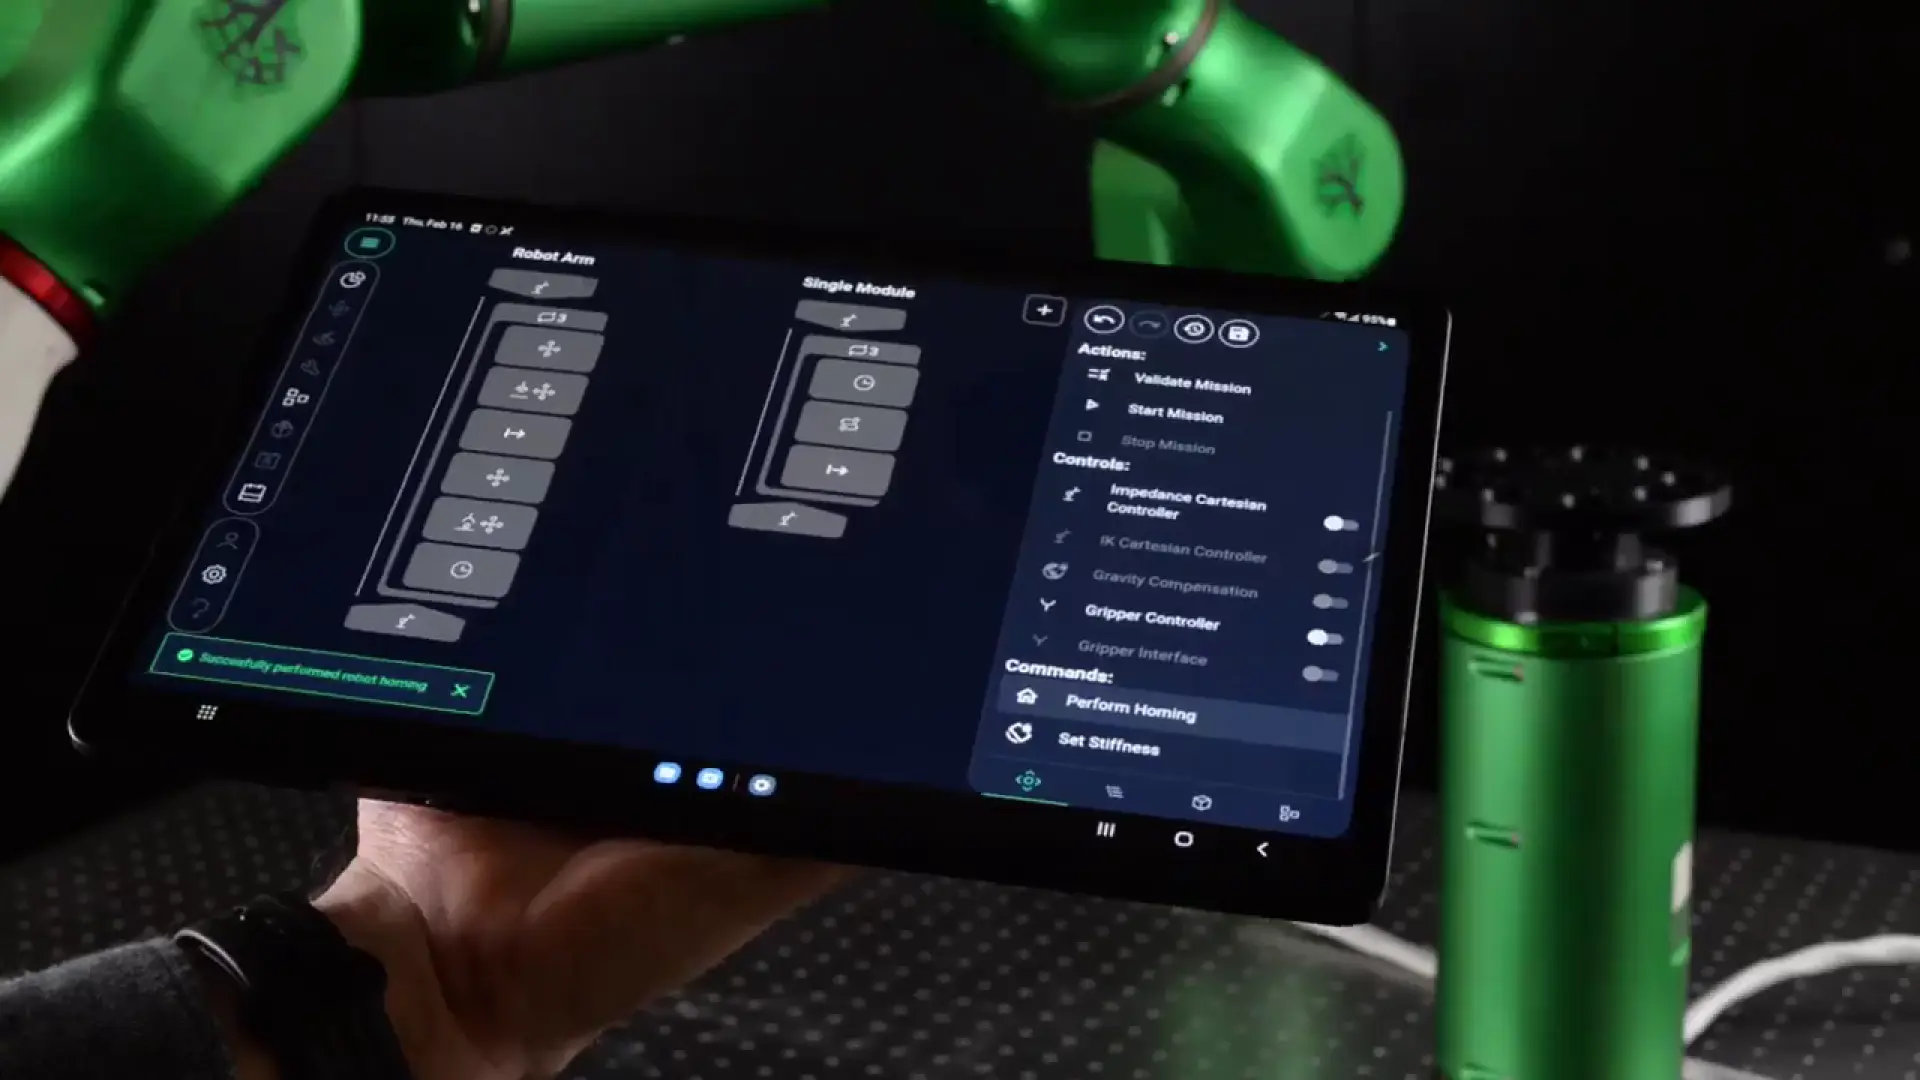 11:55 Thu, Feb 16
95%
Robot Arm
3
Single Module
3
Actions:
Validate Mission
Start Mission
Stop Mission
Controls:
Impedance Cartesian
Controller
IK Cartesian Controller
Gravity Compensation
Gripper Controller
Gripper Interface
Commands:
Perform Homing
Set Stiffness
Successfully performed robot homing